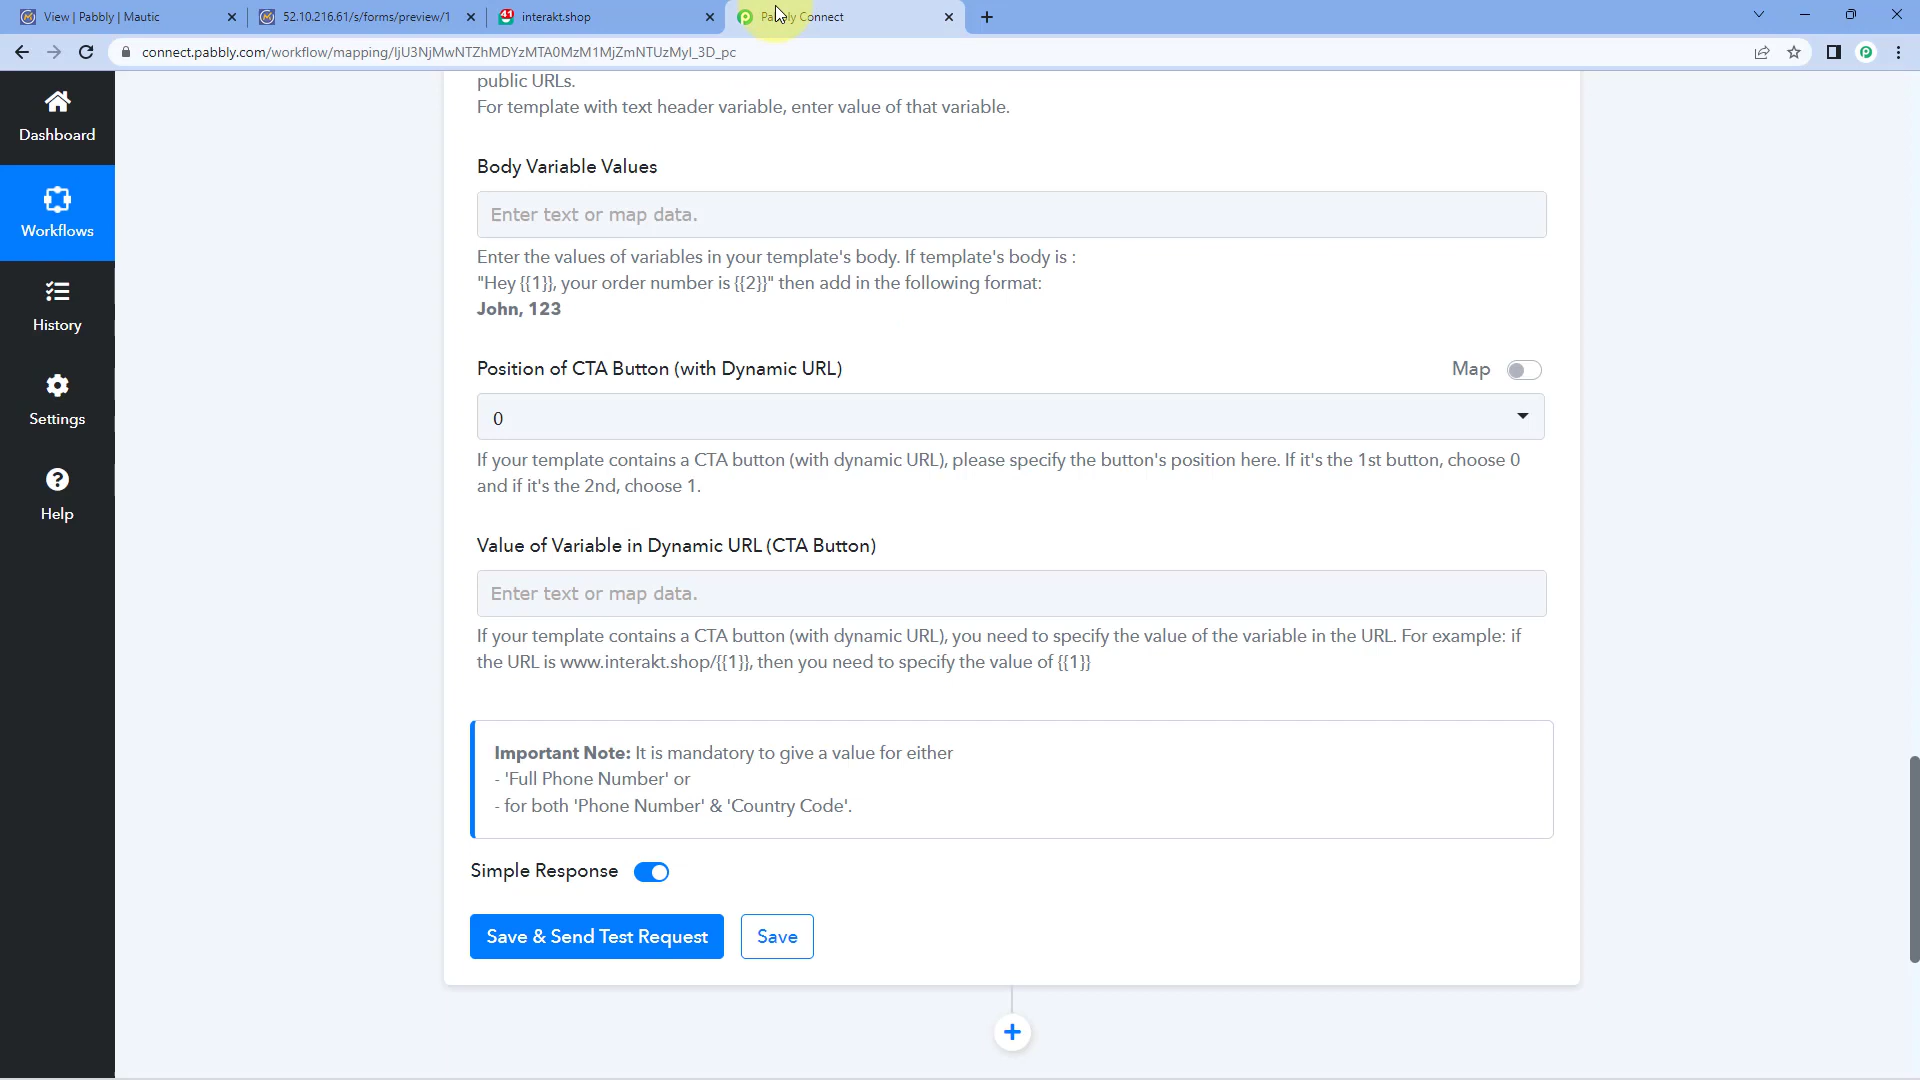 View | Pabbly | Mautic
52.10.216.61/s/forms/preview/1
41
interakt.shop
Pabbly Connect
connect.pabbly.com/workflow/mapping/IjU3NjMwNTZhMDYzMTA0MzM1MjZmNTUzMyI_3D_pc
Dashboard
Workflows
History
Settings
Help
public URLs.
For template with text header variable, enter value of that variable.
Body Variable Values
Enter text or map data.
Enter the values of variables in your template's body. If template's body is :
"Hey {{1}}, your order number is {{2}}" then add in the following format:
John, 123
Position of CTA Button (with Dynamic URL)
Map
0
If your template contains a CTA button (with dynamic URL), please specify the button's position here. If it's the 1st button, choose 0
and if it's the 2nd, choose 1.
Value of Variable in Dynamic URL (CTA Button)
Enter text or map data.
If your template contains a CTA button (with dynamic URL), you need to specify the value of the variable in the URL. For example: if
the URL is www.interakt.shop/{{1}}, then you need to specify the value of {{1}}
Important Note: It is mandatory to give a value for either
- 'Full Phone Number' or
- for both 'Phone Number' & 'Country Code'.
Simple Response
Save & Send Test Request
Save